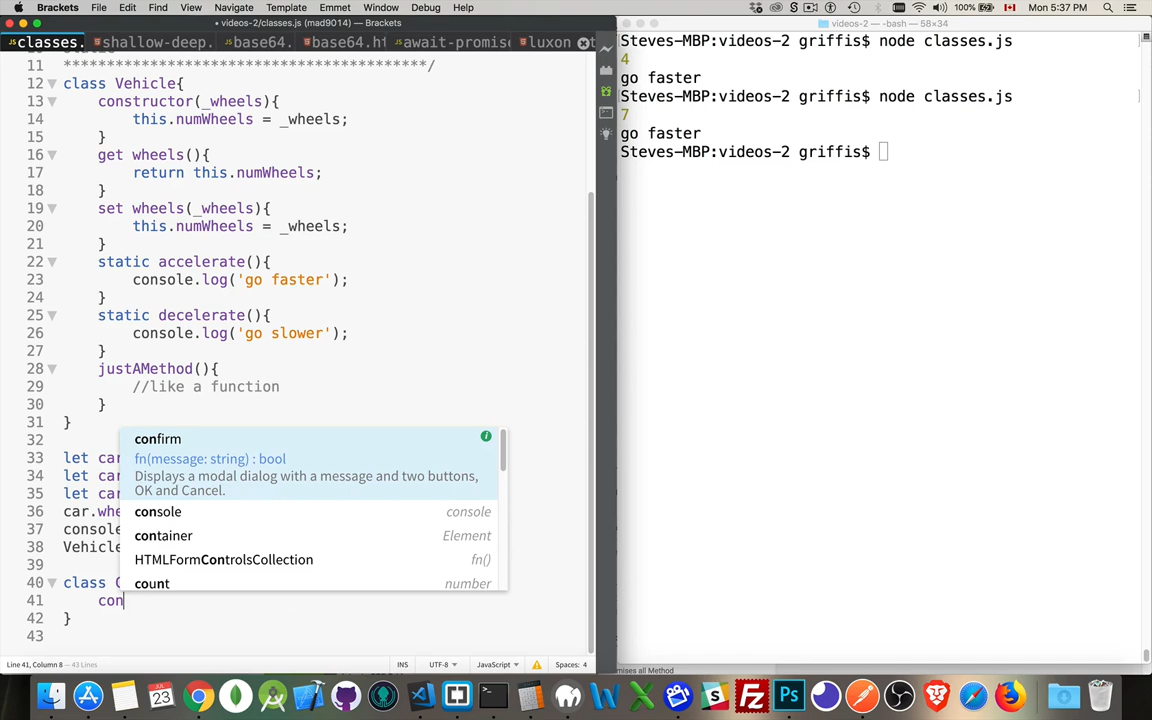 Brackets File Edit Find View Navigate Template Emmet Window Debug Help 100% Mon 5:37 PM
• videos-2/classes.js (mad9014) — Brackets
videos-2 — -bash — 58×34
classes. shallow-deep. base64. base64.ht await-promise luxon
11 ******************************************/
12 class Vehicle{
13 constructor(_wheels){
14 this.numWheels = _wheels;
15 }
16 get wheels(){
17 return this.numWheels;
18 }
19 set wheels(_wheels){
20 this.numWheels = _wheels;
21 }
22 static accelerate(){
23 console.log('go faster');
24 }
25 static decelerate(){
26 console.log('go slower');
27 }
28 justAMethod(){
29 //like a function
30 }
31 }
32
33 let car
34 let car
35 let car
36 car.whe
37 console
38 Vehicle
39
40 class
41 con
42 }
43
confirm
fn(message: string) : bool
Displays a modal dialog with a message and two buttons,
OK and Cancel.
console console
container Element
HTMLFormControlsCollection fn()
count number
Line 41, Column 8 — 43 Lines INS UTF-8 JavaScript Spaces: 4
Steves-MBP:videos-2 griffis$ node classes.js
4
go faster
Steves-MBP:videos-2 griffis$ node classes.js
7
go faster
Steves-MBP:videos-2 griffis$
mises all Method
JUL
23